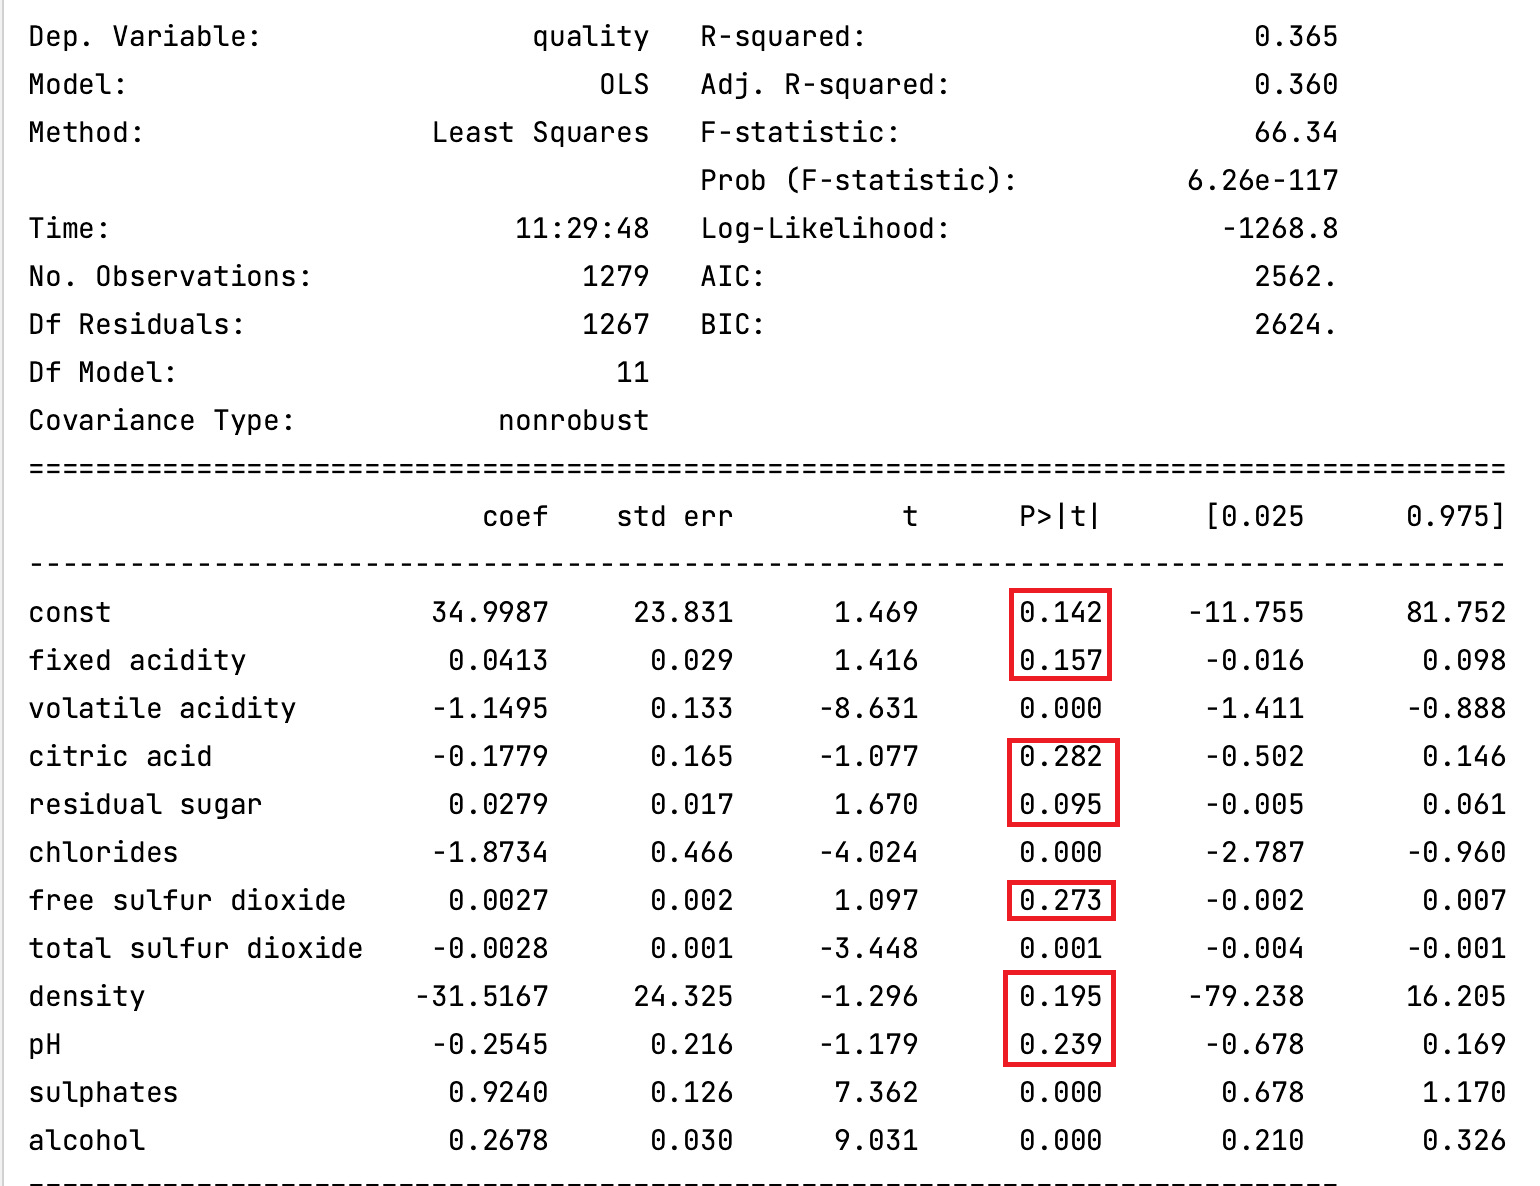 Dep. Variable: quality R-squared: 0.365
Model: OLS Adj. R-squared: 0.360
Method: Least Squares F-statistic: 66.34
Prob (F-statistic): 6.26e-117
Time: 11:29:48 Log-Likelihood: -1268.8
No. Observations: 1279 AIC: 2562.
Df Residuals: 1267 BIC: 2624.
Df Model: 11
Covariance Type: nonrobust
========================================================================================
coef std err t P>|t| [0.025 0.975]
----------------------------------------------------------------------------------------
const 34.9987 23.831 1.469 0.142 -11.755 81.752
fixed acidity 0.0413 0.029 1.416 0.157 -0.016 0.098
volatile acidity -1.1495 0.133 -8.631 0.000 -1.411 -0.888
citric acid -0.1779 0.165 -1.077 0.282 -0.502 0.146
residual sugar 0.0279 0.017 1.670 0.095 -0.005 0.061
chlorides -1.8734 0.466 -4.024 0.000 -2.787 -0.960
free sulfur dioxide 0.0027 0.002 1.097 0.273 -0.002 0.007
total sulfur dioxide -0.0028 0.001 -3.448 0.001 -0.004 -0.001
density -31.5167 24.325 -1.296 0.195 -79.238 16.205
pH -0.2545 0.216 -1.179 0.239 -0.678 0.169
sulphates 0.9240 0.126 7.362 0.000 0.678 1.170
alcohol 0.2678 0.030 9.031 0.000 0.210 0.326